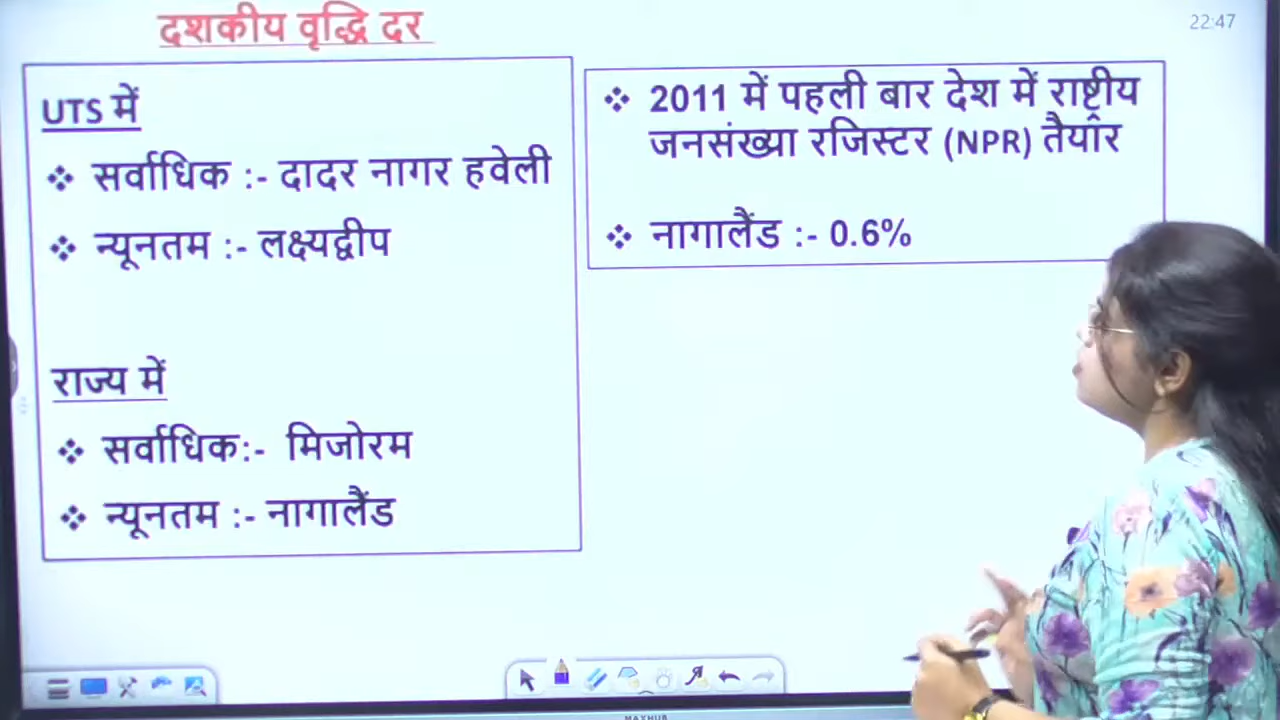 दशकीय वृद्धि दर
22:47
UTS में
❖ सर्वाधिक :- दादर नागर हवेली
❖ न्यूनतम :- लक्ष्यद्वीप
राज्य में
❖ सर्वाधिक:- मिजोरम
❖ न्यूनतम :- नागालैंड
❖ 2011 में पहली बार देश में राष्ट्रीय
जनसंख्या रजिस्टर (NPR) तैयार
❖ नागालैंड :- 0.6%
MAXHUB